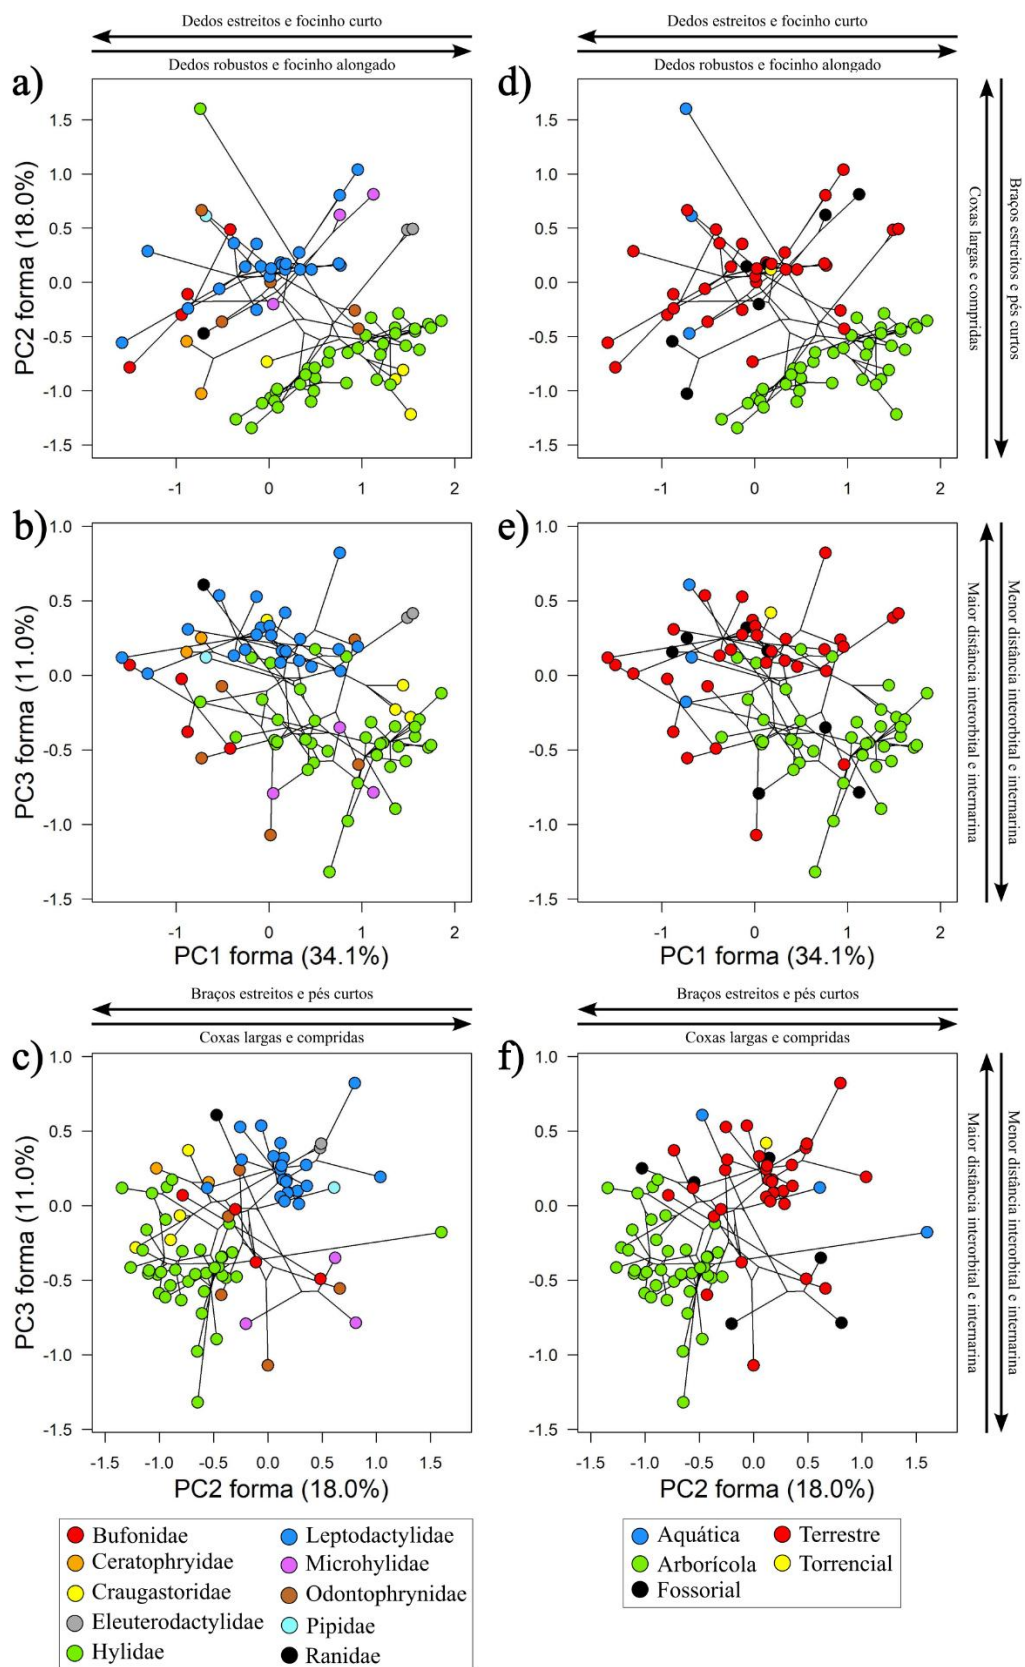 Dedos estreitos e focinho curto
Dedos robustos e focinho alongado
a)
PC2 forma (18.0%)
1.5
1.0
0.5
0.0
-0.5
-1.0
-1.5
-1
0
1
2
Dedos estreitos e focinho curto
Dedos robustos e focinho alongado
d)
1.5
1.0
0.5
0.0
-0.5
-1.0
-1.5
-1
0
1
2
Coxas largas e compridas
Braços estreitos e pés curtos
b)
PC3 forma (11.0%)
1.0
0.5
0.0
-0.5
-1.0
-1.5
-1
0
1
2
PC1 forma (34.1%)
e)
1.0
0.5
0.0
-0.5
-1.0
-1.5
-1
0
1
2
PC1 forma (34.1%)
Maior distância interorbital e internarina
Menor distância interorbital e internarina
Braços estreitos e pés curtos
Coxas largas e compridas
c)
PC3 forma (11.0%)
1.0
0.5
0.0
-0.5
-1.0
-1.5
-1.5
-1.0
-0.5
0.0
0.5
1.0
1.5
PC2 forma (18.0%)
Braços estreitos e pés curtos
Coxas largas e compridas
f)
1.0
0.5
0.0
-0.5
-1.0
-1.5
-1.5
-1.0
-0.5
0.0
0.5
1.0
1.5
PC2 forma (18.0%)
Maior distância interorbital e internarina
Menor distância interorbital e internarina
Bufonidae
Ceratophryidae
Craugastoridae
Eleuterodactylidae
Hylidae
Leptodactylidae
Microhylidae
Odontophrynidae
Pipidae
Ranidae
Aquática
Arborícola
Fossorial
Terrestre
Torrencial